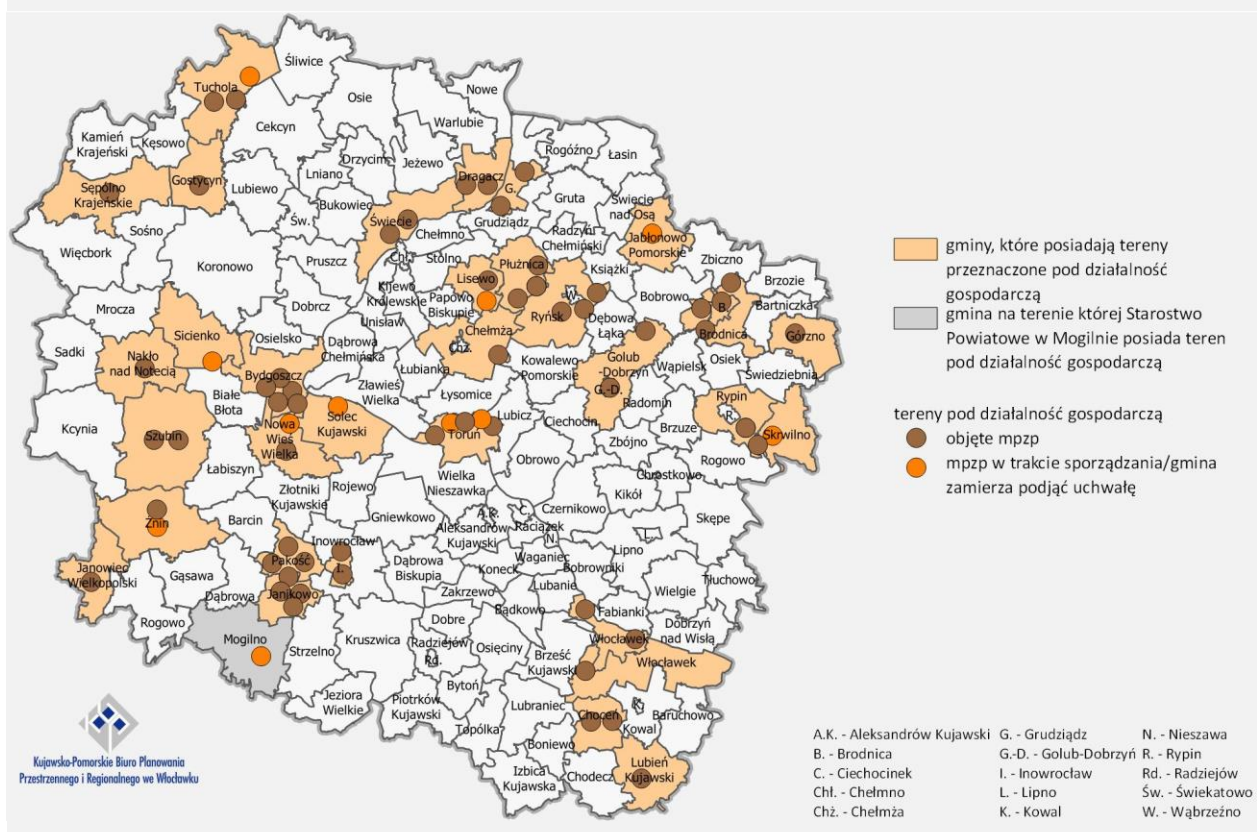 Śliwice
Tuchola
Osie
Nowe
Kamień
Krajeński
Kęsowo
Cekcyn
Warlubie
Rogóźno
Łasin
Drzycim
Jeżewo
Dragacz
Gostycyn
Lubiewo
Lniano
G.
Sępólno
Krajeńskie
Bukowiec
Gruta
Świecie
nad Osą
Św.
Świecie
Grudziądz
Sośno
Chełmno
Radzyń
Chełmiński
Jabłonowo
Pomorskie
Więcbork
Pruszcz
Chł.
Stolno
Płużnica
Książki
Zbiczno
Koronowo
Lisewo
Brzozie
Kijewo
Królewskie
Papowo
Biskupie
W.
Bobrowo
B.
Bartniczka
Mrocza
Dobrcz
Unisław
Ryńsk
Dębowa
Łąka
Brodnica
Górzno
Sicienko
Osielsko
Dąbrowa
Chełmińska
Chełmża
Chż.
Golub
-Dobrzyń
Osiek
Sadki
Nakło
nad Notecią
Łubianka
Kowalewo
Pomorskie
Wąpielsk
Świedziebnia
Bydgoszcz
Zławieś
Wielka
G.-D.
Radomin
Rypin
Białe
Błota
Łysomice
R.
Kcynia
Solec
Kujawski
Lubicz
Ciechocin
Brzuze
Skrwilno
Szubin
Nowa
Wieś
Wielka
Toruń
Zbójno
Rogowo
Łabiszyn
Obrowo
Chrostkowo
Wielka
Nieszawka
Złotniki
Kujawskie
Rojewo
Kikół
Skępe
Żnin
Barcin
Gniewkowo
A.K.
C.
Czernikowo
Aleksandrów
Kujawski
Raciążek
N.
L.
Inowrocław
Janowiec
Wielkopolski
Gąsawa
Pakość
I.
Dąbrowa
Biskupia
Koneck
Waganiec
Bobrowniki
Lipno
Tłuchowo
Dąbrowa
Janikowo
Zakrzewo
Lubanie
Wielgie
Rogowo
Bądkowo
Fabianki
Mogilno
Dobre
Dobrzyń
nad Wisłą
Strzelno
Kruszwica
Radziejów
Rd.
Osięciny
Włocławek
Brześć
Kujawski
Włocławek
Jeziora
Wielkie
Bytoń
Piotrków
Kujawski
Lubraniec
Choceń
K.
Kowal
Baruchowo
Topólka
Boniewo
Lubień
Kujawski
Izbica
Kujawska
Chodecz
gminy, które posiadają tereny
przeznaczone pod działalność
gospodarczą
gmina na terenie której Starostwo
Powiatowe w Mogilnie posiada teren
pod działalność gospodarczą
tereny pod działalność gospodarczą
objęte mpzp
mpzp w trakcie sporządzania/gmina
zamierza podjąć uchwałę
Kujawsko-Pomorskie Biuro Planowania
Przestrzennego i Regionalnego we Włocławku
A.K. - Aleksandrów Kujawski G. - Grudziądz N. - Nieszawa
B. - Brodnica G.-D. - Golub-Dobrzyń R. - Rypin
C. - Ciechocinek I. - Inowrocław Rd. - Radziejów
Chł. - Chełmno L. - Lipno Św. - Świekatowo
Chż. - Chełmża K. - Kowal W. - Wąbrzeźno